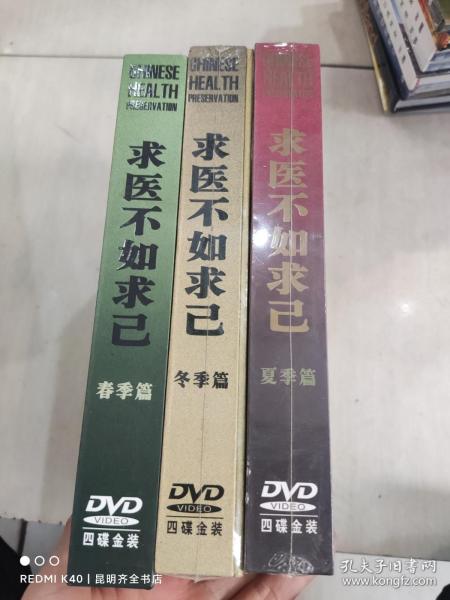 CHINESE
HEALTH
PRESERVATION
求医不如求己
春季篇
DVD
VIDEO
四碟金装
CHINESE
HEALTH
PRESERVATION
求医不如求己
冬季篇
DVD
VIDEO
四碟金装
CHINESE
HEALTH
求医不如求己
夏季篇
DVD
VIDEO
四碟金装
REDMI K40 | 昆明齐全书店
孔夫子旧书网
kongfz.com